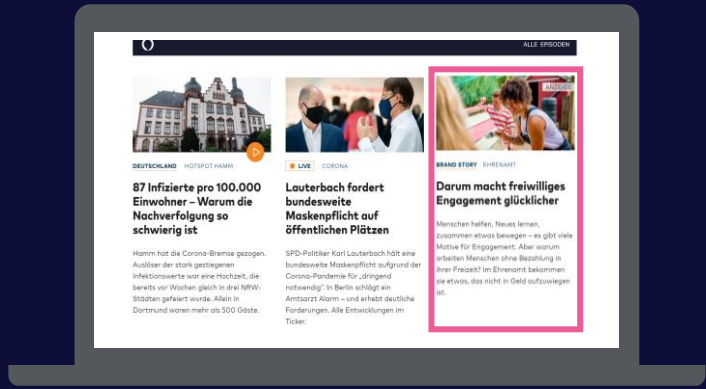 ALLE EPISODEN
DEUTSCHLAND HOTSPOT HAMM
87 Infizierte pro 100.000
Einwohner – Warum die
Nachverfolgung so
schwierig ist
Hamm hat die Corona-Bremse gezogen.
Auslöser der stark gestiegenen
Infektionswerte war eine Hochzeit, die
bereits vor Wochen gleich in drei NRW-
Städten gefeiert wurde. Allein in
Dortmund waren mehr als 500 Gäste.
LIVE CORONA
Lauterbach fordert
bundesweite
Maskenpflicht auf
öffentlichen Plätzen
SPD-Politiker Karl Lauterbach hält eine
bundesweite Maskenpflicht aufgrund der
Corona-Pandemie für „dringend
notwendig“. In Berlin schlägt ein
Amtsarzt Alarm – und erhebt deutliche
Forderungen. Alle Entwicklungen im
Ticker.
ANZEIGE
BRAND STORY EHRENAMT
Darum macht freiwilliges
Engagement glücklicher
Menschen helfen, Neues lernen,
zusammen etwas bewegen – es gibt viele
Motive für Engagement. Aber warum
arbeiten Menschen ohne Bezahlung in
ihrer Freizeit? Im Ehrenamt bekommen
sie etwas, das nicht in Geld aufzuwiegen
ist.